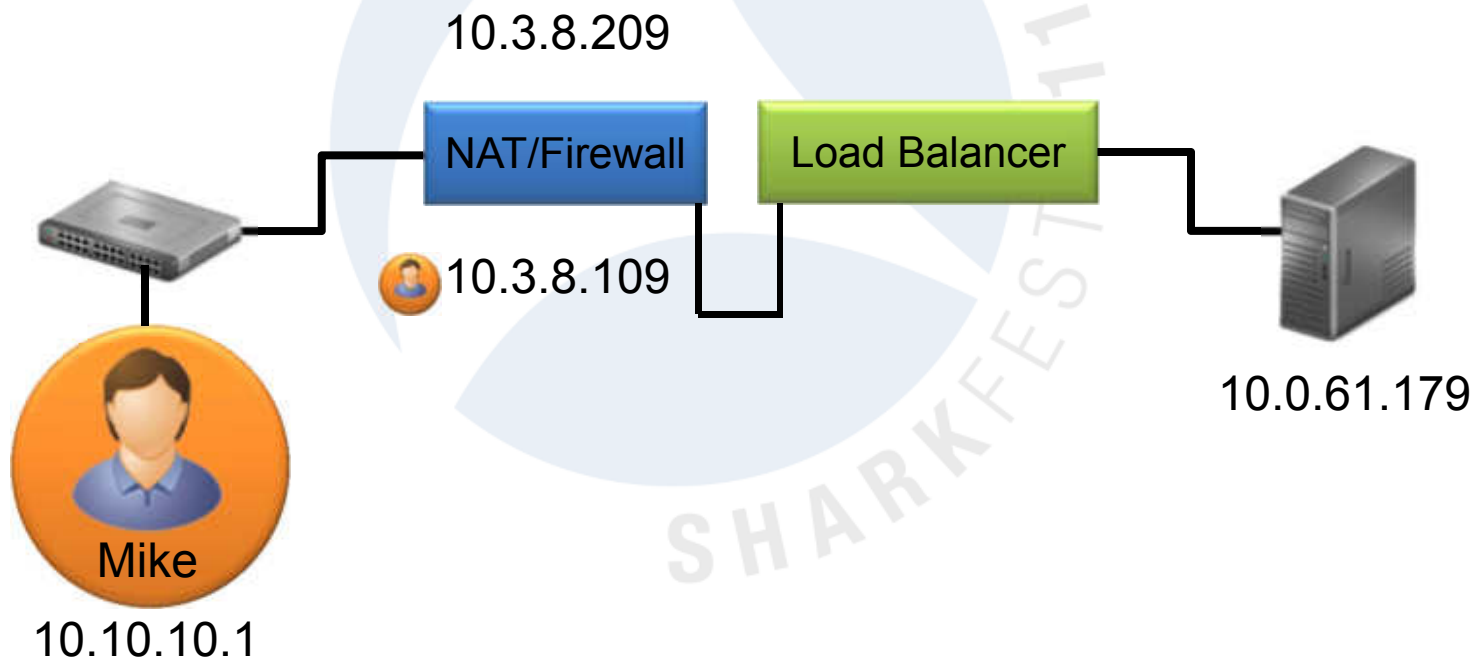 10.3.8.209
NAT/Firewall
Load Balancer
10.3.8.109
10.0.61.179
Mike
10.10.10.1
SHARKFEST '11